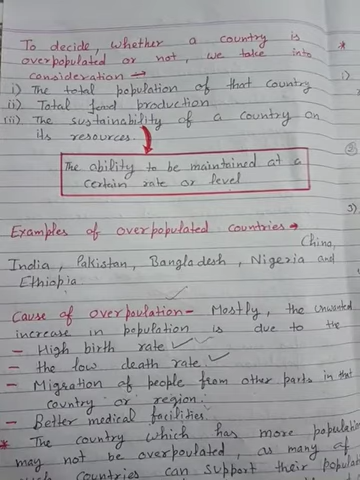 To decide, whether a country is
overpopulated or not, we take into
consideration →
i) The total population of that country
ii) Total food production
(iii) The sustainability of a country on
its resources
The ability to be maintained at a
certain rate or level
Examples of overpopulated countries →
China,
India, Pakistan, Bangladesh, Nigeria and
Ethiopia
Cause of overpoulation - Mostly, the unwanted
increase in population is due to the
- High birth rate
- the low death rate
- Migration of people from other parts in that
country or region.
- Better medical facilities.
* The country which has more population
may not be overpoulated, as many of
Countries can support their
*
1)
3)